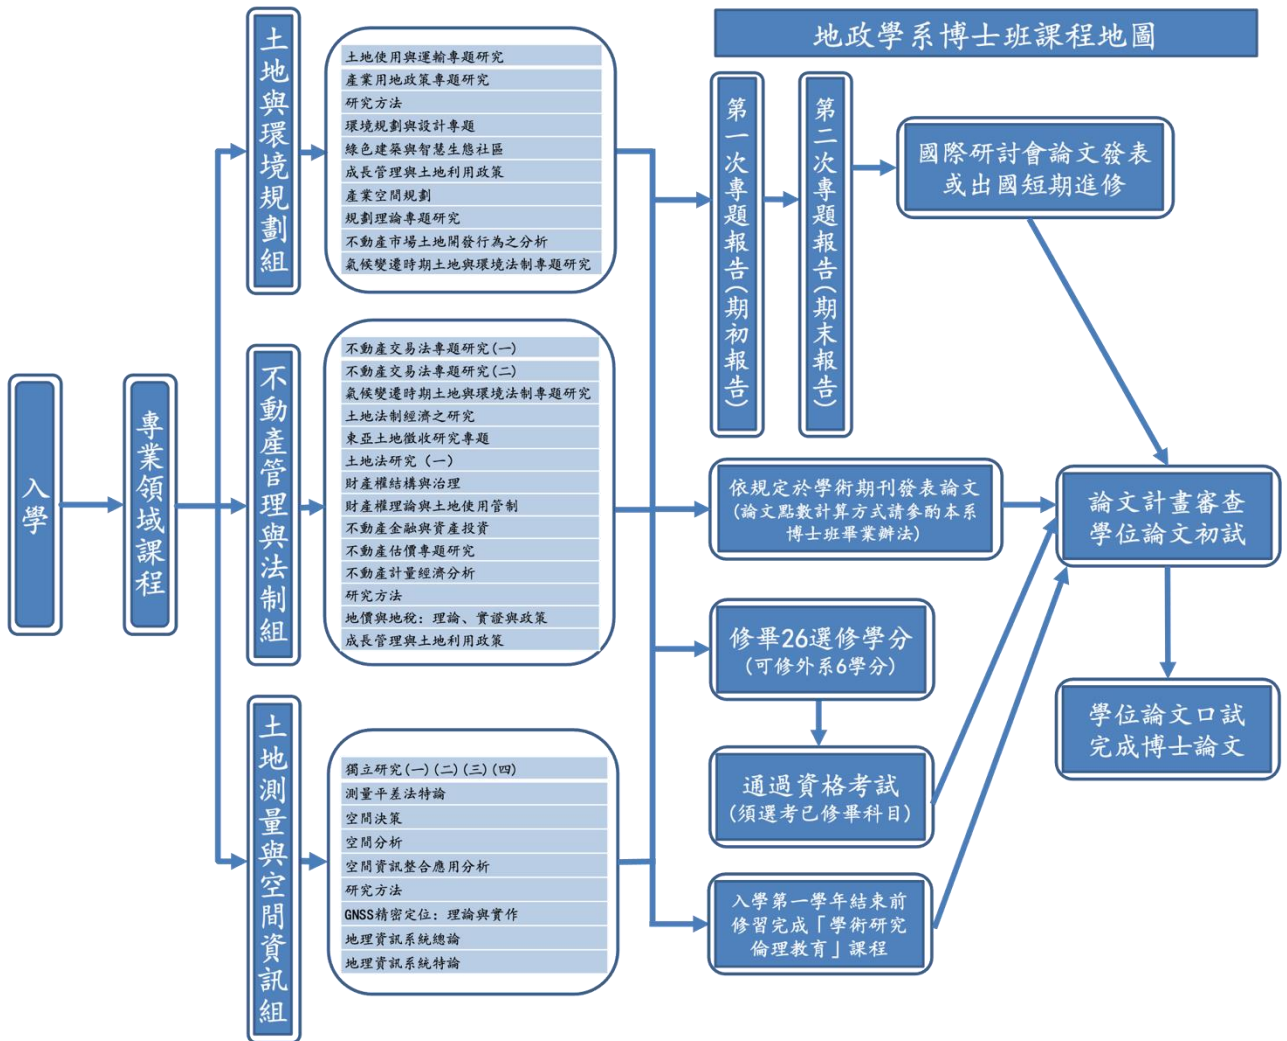 地政學系博士班課程地圖
入學
專業領域課程
土地與環境規劃組
土地使用與運輸專題研究
產業用地政策專題研究
研究方法
環境規劃與設計專題
綠色建築與智慧生態社區
成長管理與土地利用政策
產業空間規劃
規劃理論專題研究
不動產市場土地開發行為之分析
氣候變遷時期土地與環境法制專題研究
不動產管理與法制組
不動產交易法專題研究(一)
不動產交易法專題研究(二)
氣候變遷時期土地與環境法制專題研究
土地法制經濟之研究
東亞土地徵收研究專題
土地法研究 (一)
財產權結構與治理
財產權理論與土地使用管制
不動產金融與資產投資
不動產估價專題研究
不動產計量經濟分析
研究方法
地價與地稅：理論、實證與政策
成長管理與土地利用政策
土地測量與空間資訊組
獨立研究(一)(二)(三)(四)
測量平差法特論
空間決策
空間分析
空間資訊整合應用分析
研究方法
GNSS精密定位：理論與實作
地理資訊系統總論
地理資訊系統特論
第一次專題報告(期初報告)
第二次專題報告(期末報告)
國際研討會論文發表
或出國短期進修
依規定於學術期刊發表論文
(論文點數計算方式請參酌本系
博士班畢業辦法)
修畢26選修學分
(可修外系6學分)
通過資格考試
(須選考已修畢科目)
入學第一學年結束前
修習完成「學術研究
倫理教育」課程
論文計畫審查
學位論文初試
學位論文口試
完成博士論文